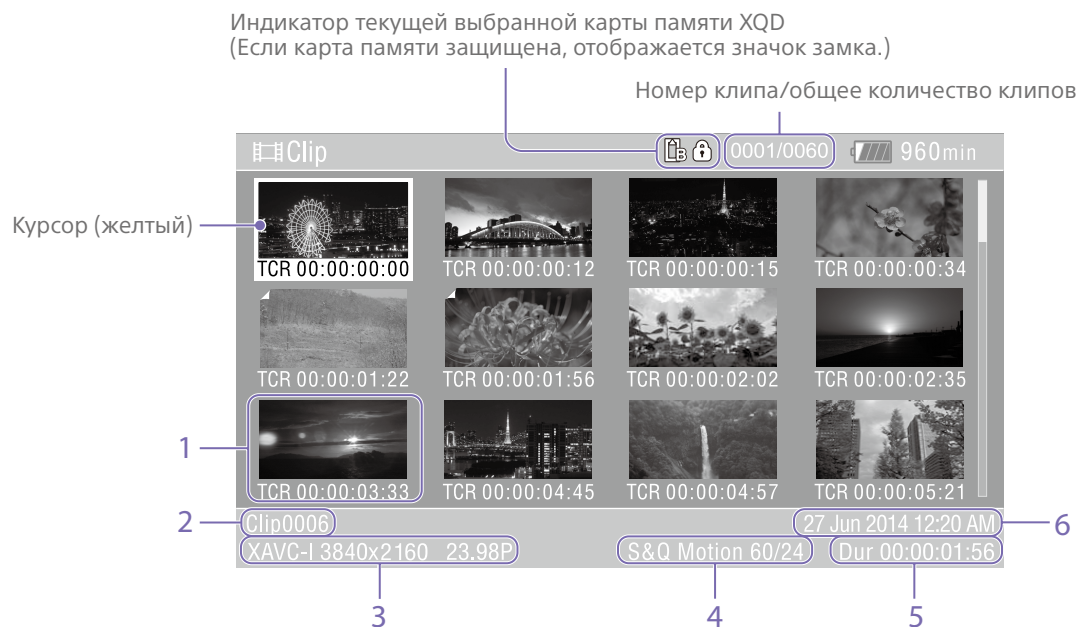 Индикатор текущей выбранной карты памяти XQD
(Если карта памяти защищена, отображается значок замка.)
Номер клипа/общее количество клипов
Clip
B
0001/0060
960min
Курсор (желтый)
TCR 00:00:00:00
TCR 00:00:00:12
TCR 00:00:00:15
TCR 00:00:00:34
TCR 00:00:01:22
TCR 00:00:01:56
TCR 00:00:02:02
TCR 00:00:02:35
1
TCR 00:00:03:33
TCR 00:00:04:45
TCR 00:00:04:57
TCR 00:00:05:21
2
Clip0006
27 Jun 2014 12:20 AM
6
XAVC-I 3840x2160 23.98P
S&Q Motion 60/24
Dur 00:00:01:56
3
4
5